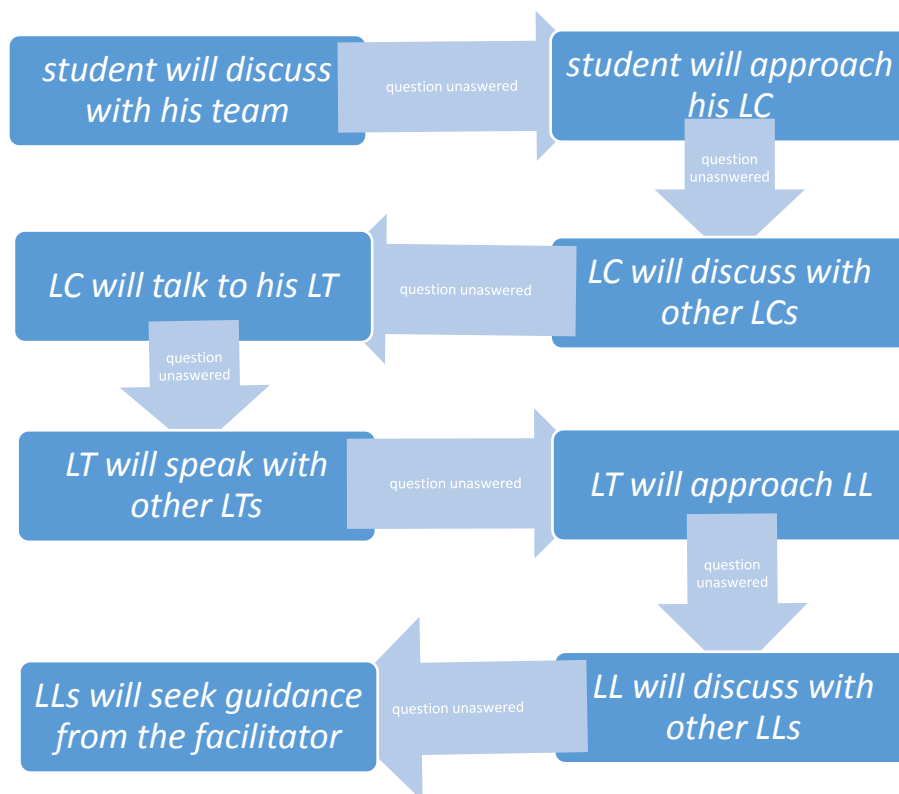 student will discuss
with his team
question unaswered
student will approach
his LC
question
unasnwered
LC will discuss with
other LCs
question unaswered
LC will talk to his LT
question
unaswered
LT will speak with
other LTs
question unaswered
LT will approach LL
question
unaswered
LL will discuss with
other LLs
question unaswered
LLs will seek guidance
from the facilitator